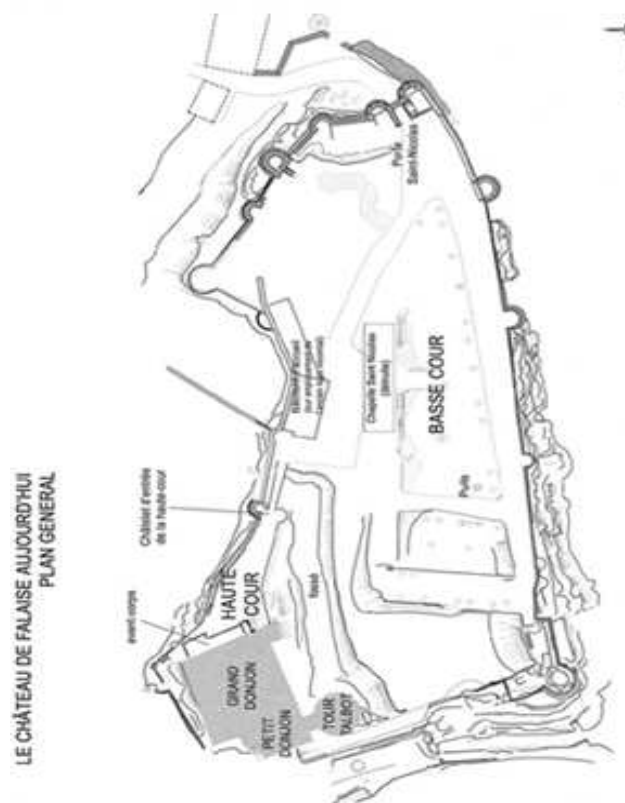 LE CHÂTEAU DE FALAISE AUJOURD'HUI
PLAN GENERAL
avant-corps
Châtelet d'entrée
de la haute-cour
HAUTE
COUR
GRAND
DONJON
PETIT
DONJON
TOUR
TALBOT
fossé
Chapelle Saint Nicolas
(détruite)
BASSE COUR
Puits
Porte
Saint-Nicolas